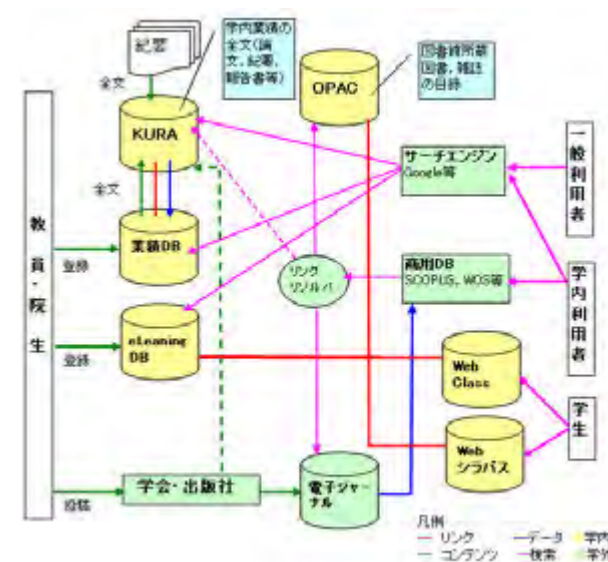 紀要
全文
学内業績の
全文(論
文、紀要、
報告書等)
OPAC
図書館所蔵
図書、雑誌
の目録
KURA
サーチエンジン
Google等
一般利用者
全文
教員・院生
業績DB
登録
リンク
リゾルバ
商用DB
SCOPUS、WOS等
学内利用者
eLeaning
DB
登録
Web
Class
学生
Web
シラバス
学会・出版社
電子ジャー
ナル
投稿
凡例
リンク
データ
学内
コンテンツ
検索
学外